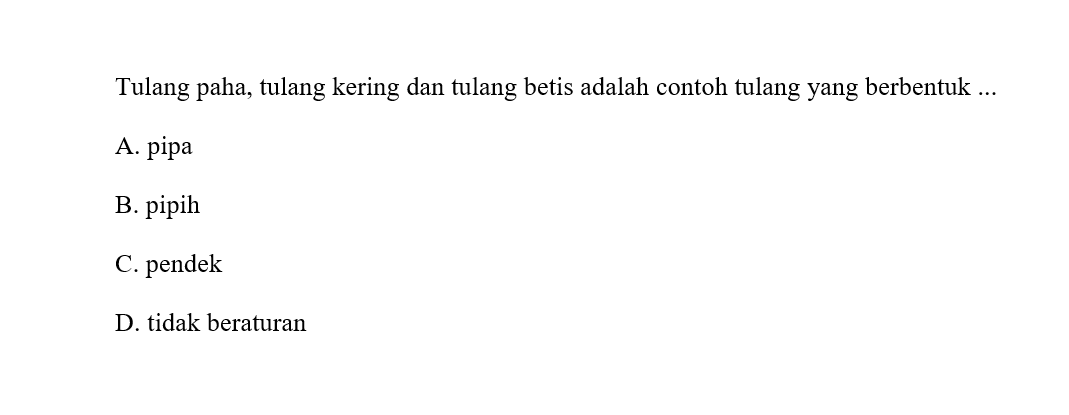 Tulang paha, tulang kering dan tulang betis adalah contoh tulang yang berbentuk ...
A. pipa
B. pipih
C. pendek
D. tidak beraturan